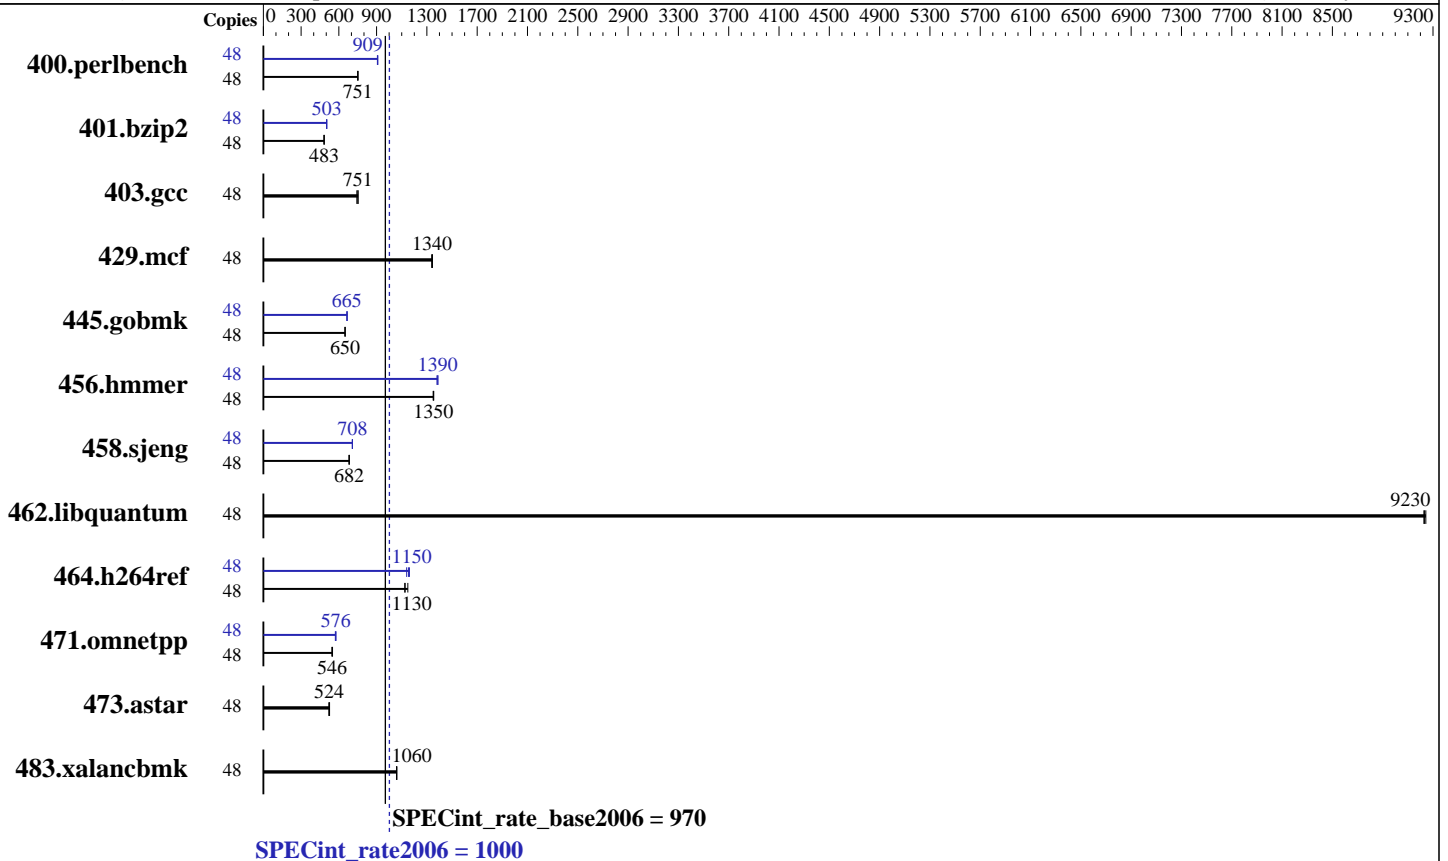 Copies 0 300 600 900 1300 1700 2100 2500 2900 3300 3700 4100 4500 4900 5300 5700 6100 6500 6900 7300 7700 8100 8500 9300
400.perlbench 48 909
48 751
401.bzip2 48 503
48 483
403.gcc 48 751
429.mcf 48 1340
445.gobmk 48 665
48 650
456.hmmer 48 1390
48 1350
458.sjeng 48 708
48 682
462.libquantum 48 9230
464.h264ref 48 1150
48 1130
471.omnetpp 48 576
48 546
473.astar 48 524
483.xalancbmk 48 1060
SPECint_rate_base2006 = 970
SPECint_rate2006 = 1000